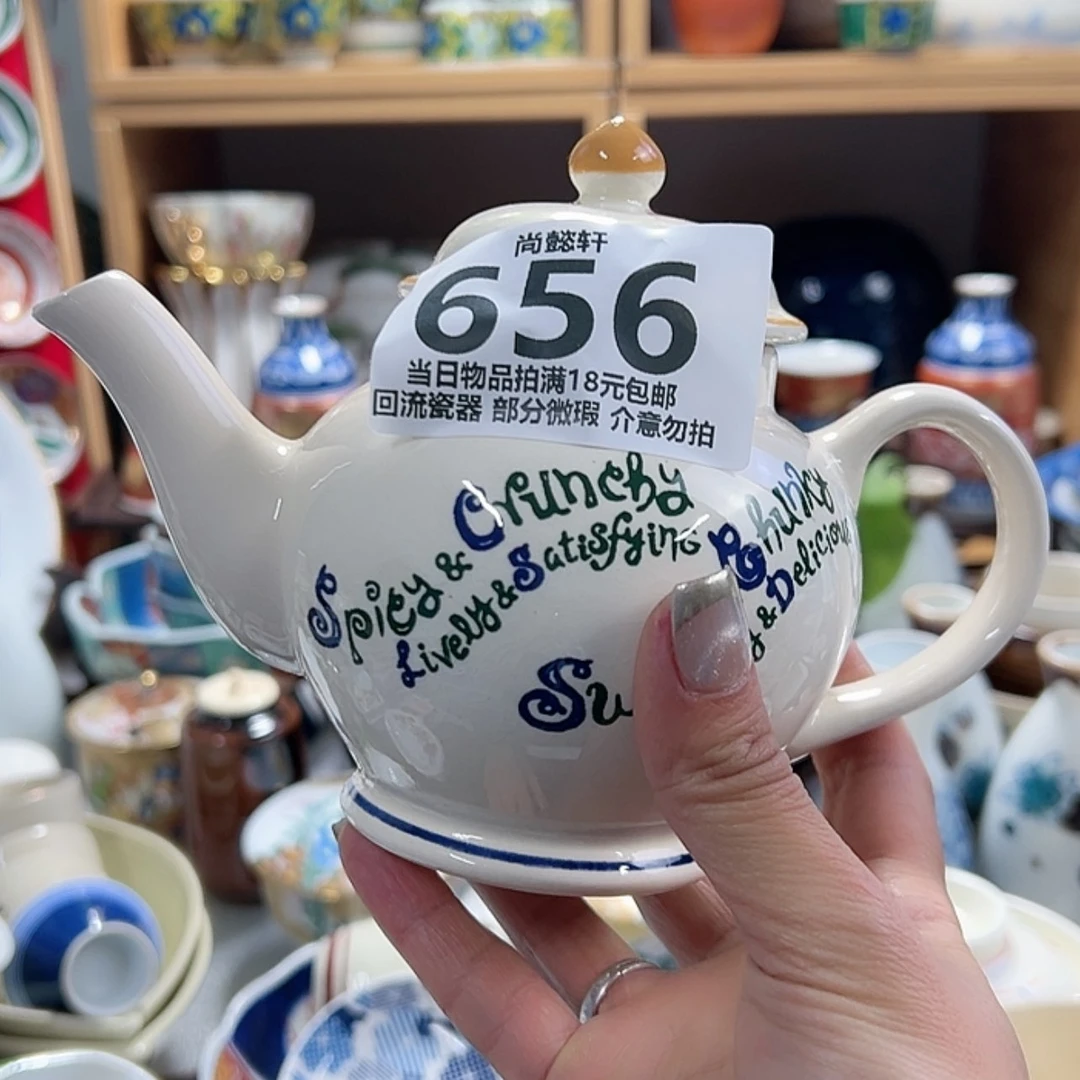 尚懿轩
656
当日物品拍满18元包邮
回流瓷器 部分微瑕 介意勿拍
Spicy & Crunchy
Lively & Satisfying
Chunky
& Delicious